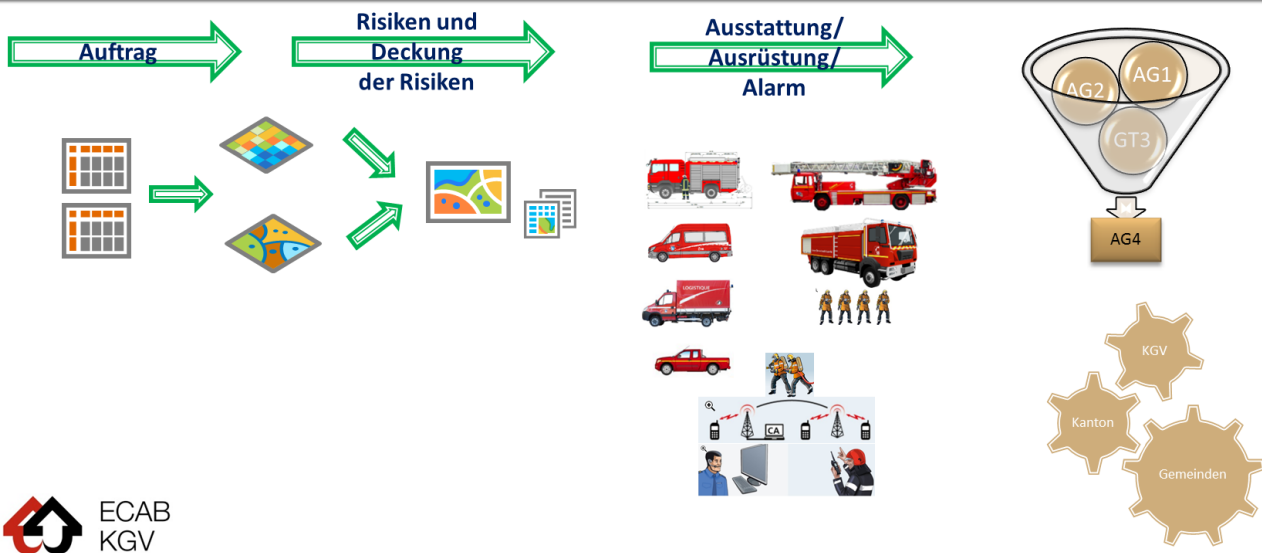 Auftrag
Risiken und
Deckung
der Risiken
Ausstattung/
Ausrüstung/
Alarm
AG2
AG1
GT3
AG4
LOGISTIQUE
CA
KGV
Kanton
Gemeinden
ECAB
KGV